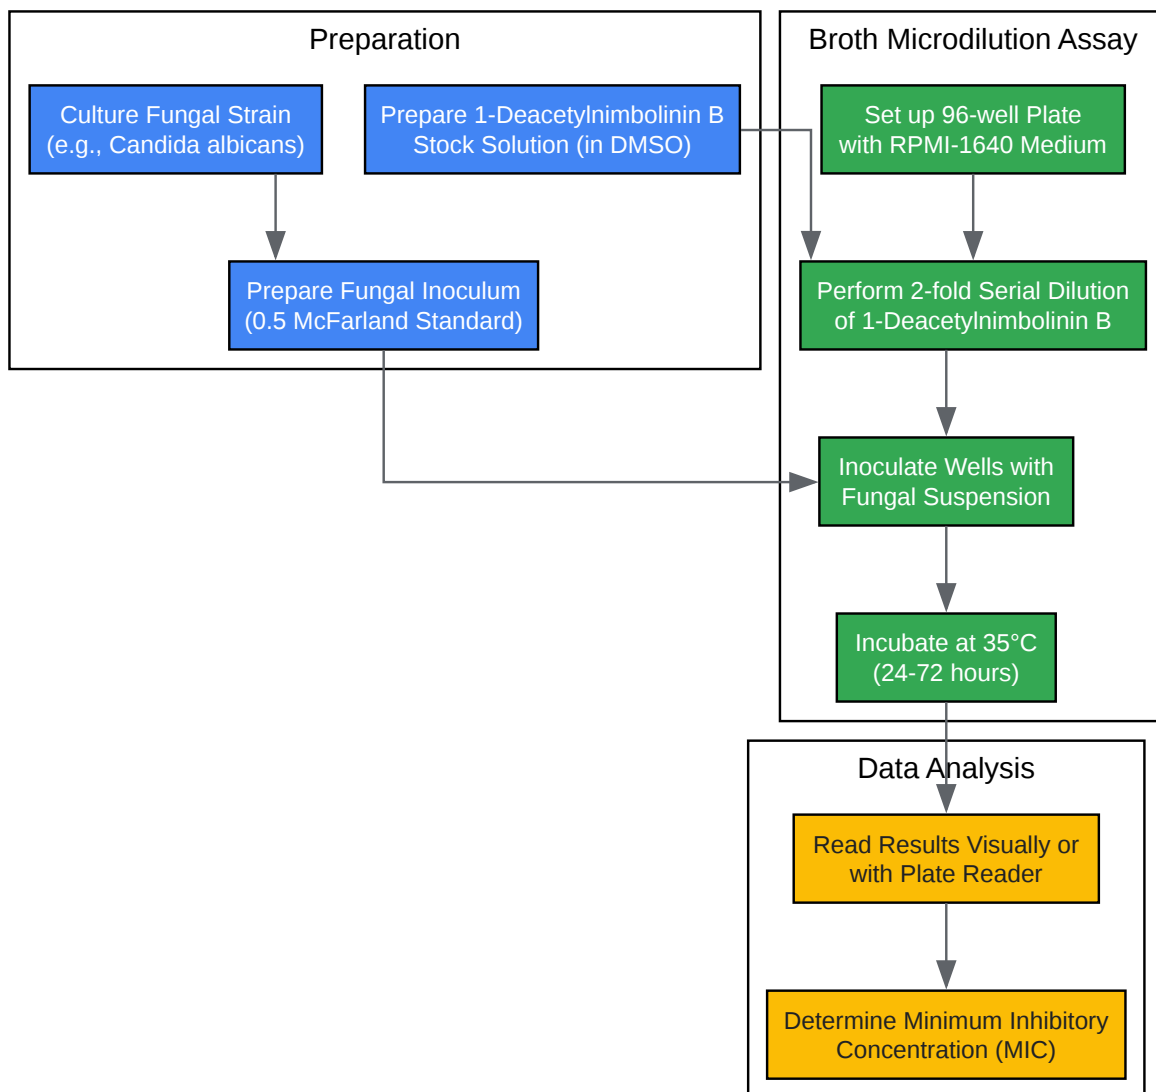 Preparation
Culture Fungal Strain
(e.g., Candida albicans)
Prepare 1-Deacetylnimbolinin B
Stock Solution (in DMSO)
Prepare Fungal Inoculum
(0.5 McFarland Standard)
Broth Microdilution Assay
Set up 96-well Plate
with RPMI-1640 Medium
Perform 2-fold Serial Dilution
of 1-Deacetylnimbolinin B
Inoculate Wells with
Fungal Suspension
Incubate at 35°C
(24-72 hours)
Data Analysis
Read Results Visually or
with Plate Reader
Determine Minimum Inhibitory
Concentration (MIC)